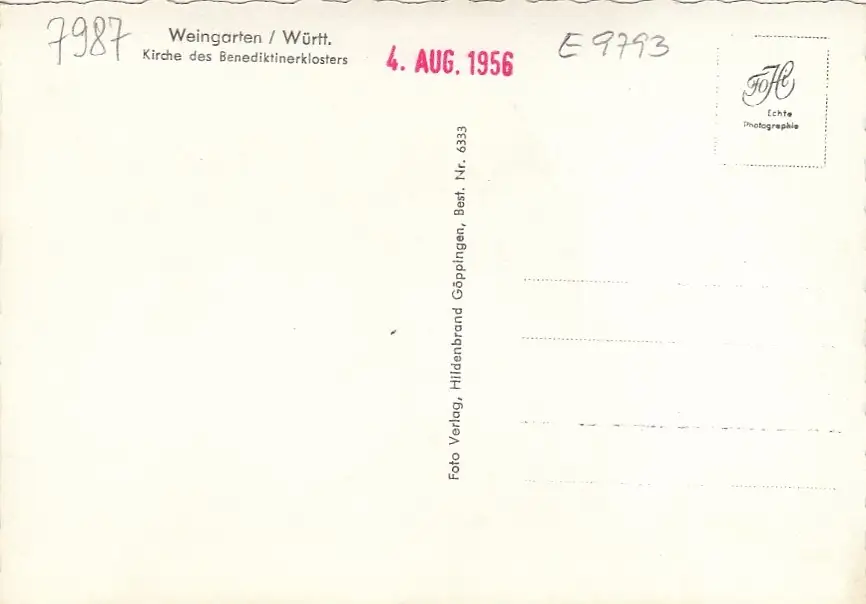 7987
Weingarten / Württ.
Kirche des Benediktinerklosters
4. AUG. 1956
E 9793
FoHi
Echte
Photographie
Foto Verlag, Hildenbrand Göppingen, Best. Nr. 6333